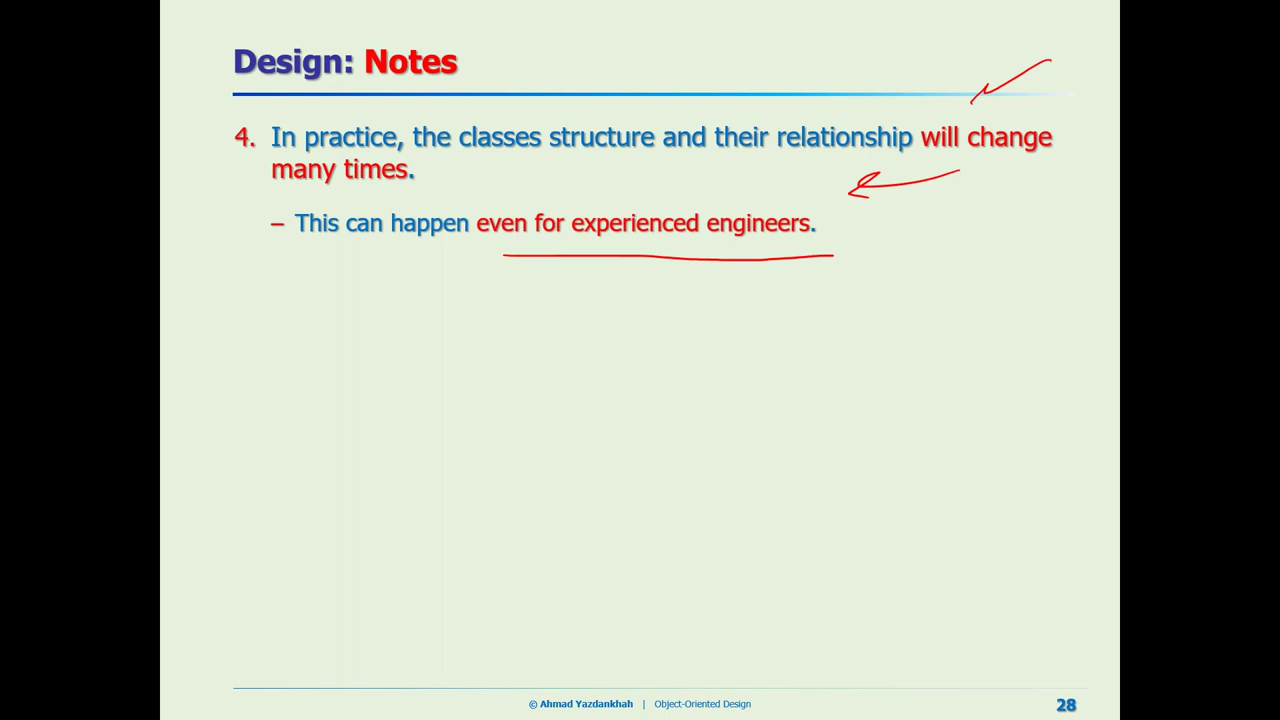 Design: Notes
4. In practice, the classes structure and their relationship will change
many times.
– This can happen even for experienced engineers.
© Ahmad Yazdankhah | Object-Oriented Design
28